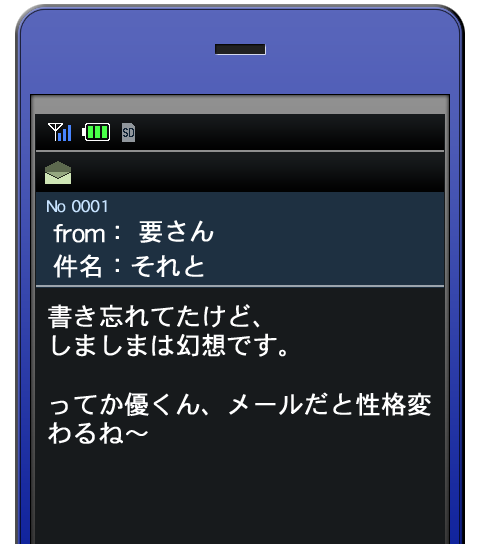 SD
No 0001
from： 要さん
件名：それと
書き忘れてたけど、
しましまは幻想です。
ってか優くん、メールだと性格変
わるね～